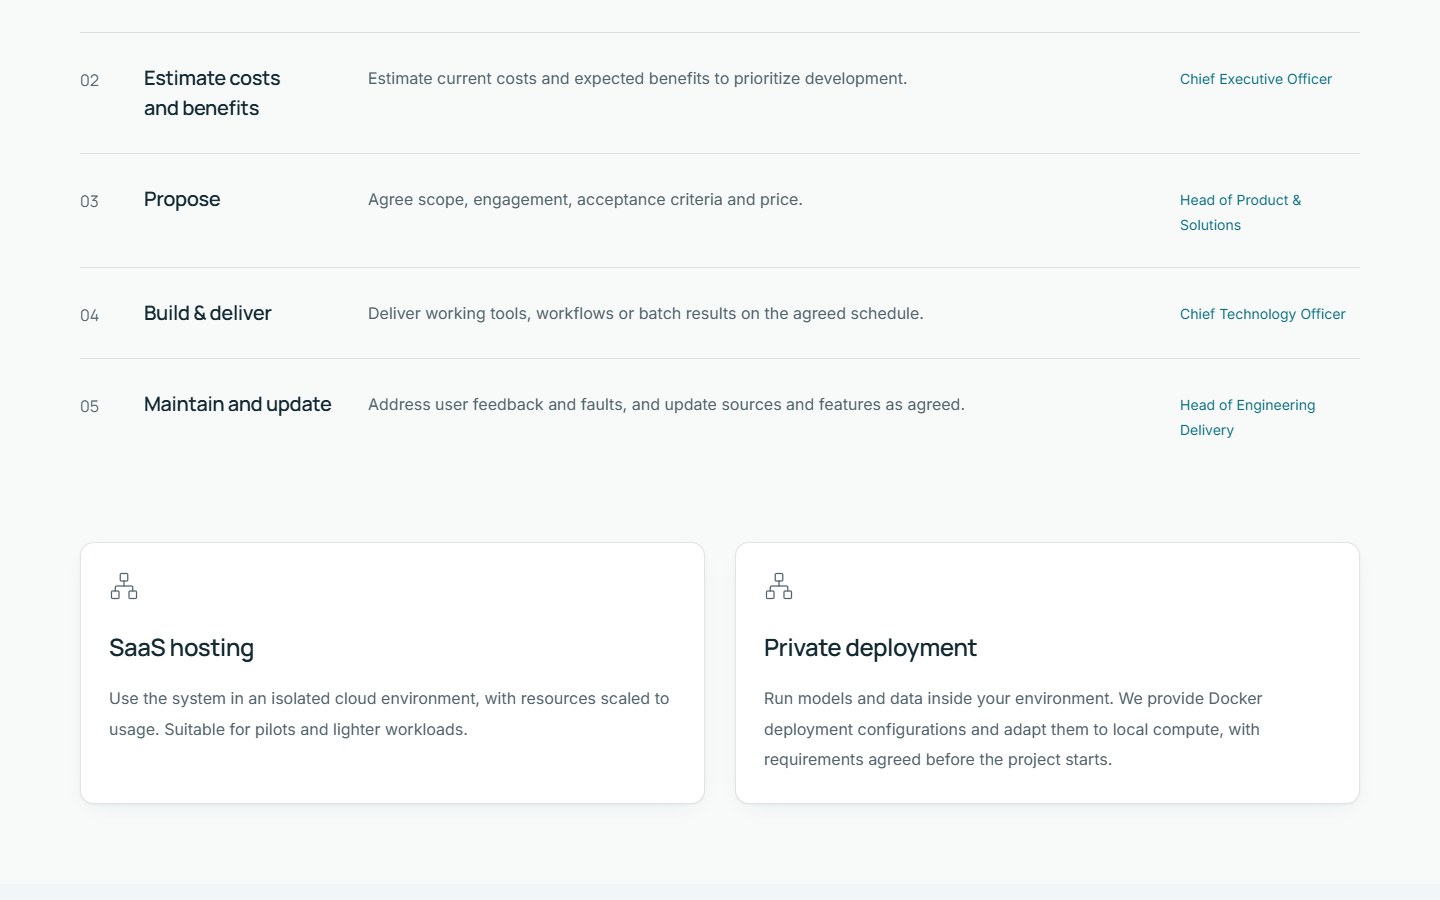 02
Estimate costs
and benefits
Estimate current costs and expected benefits to prioritize development.
Chief Executive Officer
03
Propose
Agree scope, engagement, acceptance criteria and price.
Head of Product &
Solutions
04
Build & deliver
Deliver working tools, workflows or batch results on the agreed schedule.
Chief Technology Officer
05
Maintain and update
Address user feedback and faults, and update sources and features as agreed.
Head of Engineering
Delivery
SaaS hosting
Use the system in an isolated cloud environment, with resources scaled to
usage. Suitable for pilots and lighter workloads.
Private deployment
Run models and data inside your environment. We provide Docker
deployment configurations and adapt them to local compute, with
requirements agreed before the project starts.